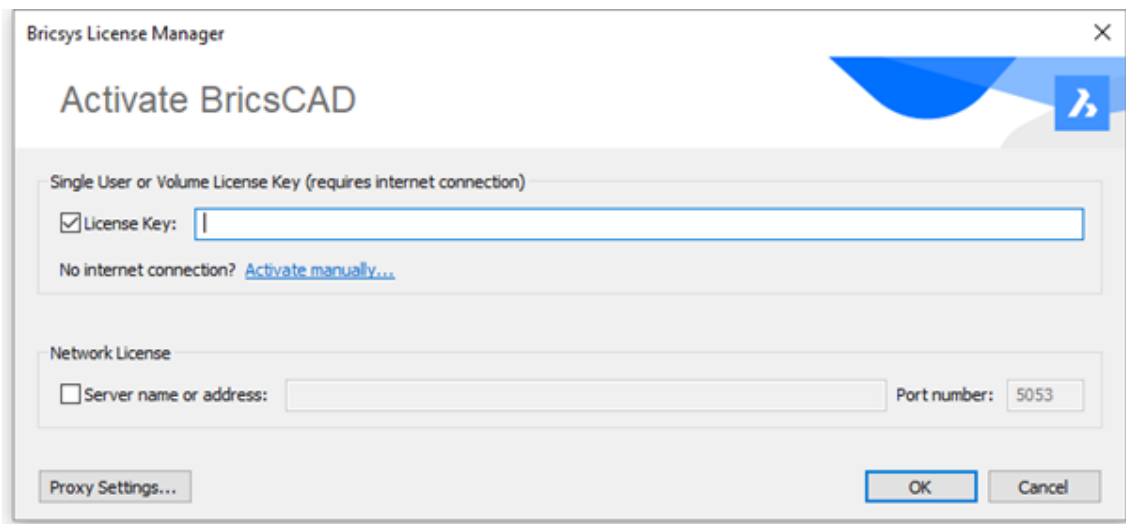 Bricsys License Manager
Activate BricsCAD
Single User or Volume License Key (requires internet connection)
License Key:
No internet connection? Activate manually...
Network License
Server name or address: Port number: 5053
Proxy Settings... OK Cancel